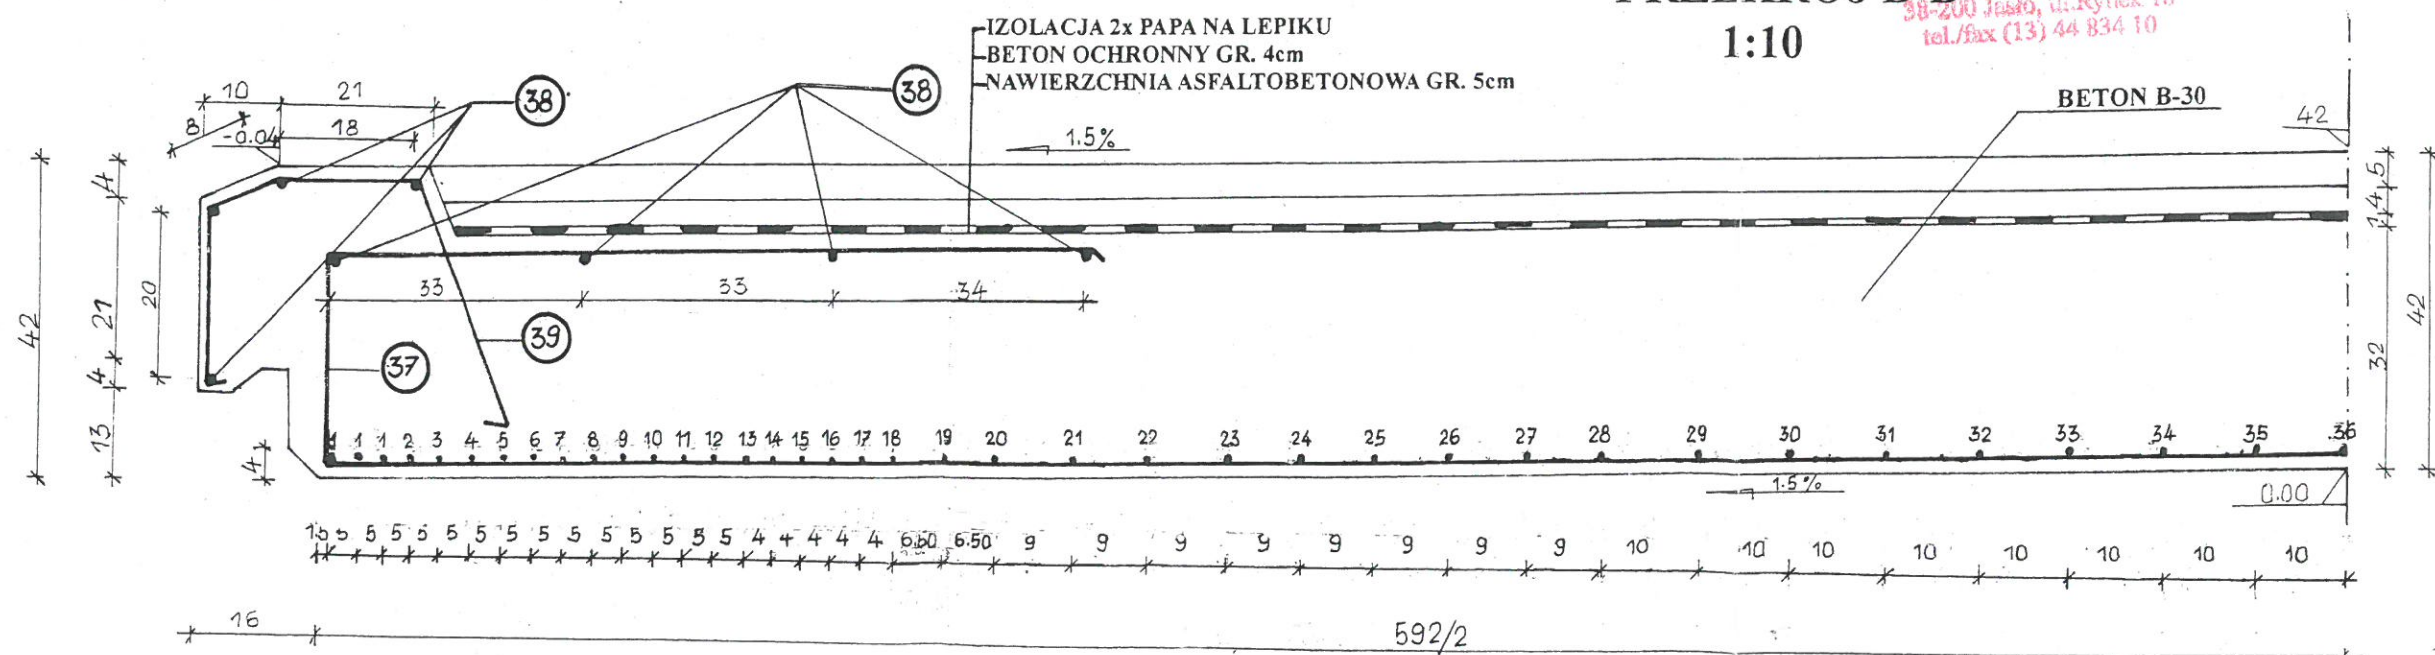 1:10
38-200 Jasło, ul.Rynek
tel./fax (13) 44 834 10
IZOLACJA 2x PAPA NA LEPIKU
BETON OCHRONNY GR. 4cm
NAWIERZCHNIA ASFALTOBETONOWA GR. 5cm
BETON B-30
42
10 21
38 38
8 -0.04 18
1.5%
4 5
4
1
20
33 33 34
42 21 39
37
32 42
4
13
4
1 1 1 2 3 4 5 6 7 8 9 10 11 12 13 14 15 16 17 18 19 20 21 22 23 24 25 26 27 28 29 30 31 32 33 34 35 36
1.5%
0.00
5 5 5 5 5 5 5 5 5 5 5 5 5 5 4 4 4 4 4 6.50 6.50 9 9 9 9 9 9 9 9 10 10 10 10 10 10 10 10
16 592/2